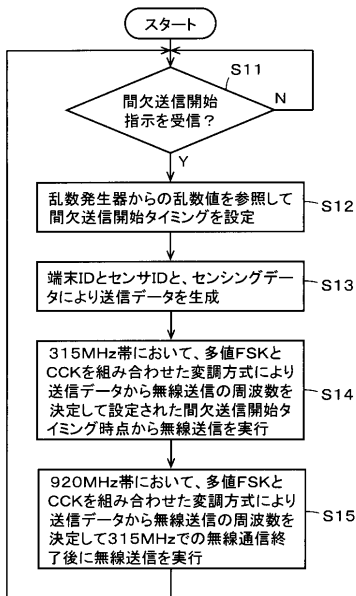 スタート
S11
間欠送信開始
指示を受信？
N
Y
乱数発生器からの乱数値を参照して
間欠送信開始タイミングを設定
S12
端末IDとセンサIDと、センシングデー
タにより送信データを生成
S13
315MHz帯において、多値FSKと
CCKを組み合わせた変調方式により
送信データから無線送信の周波数を
決定して設定された間欠送信開始タ
イミング時点から無線送信を実行
S14
920MHz帯において、多値FSKと
CCKを組み合わせた変調方式により
送信データから無線送信の周波数を
決定して315MHzでの無線通信終
了後に無線送信を実行
S15